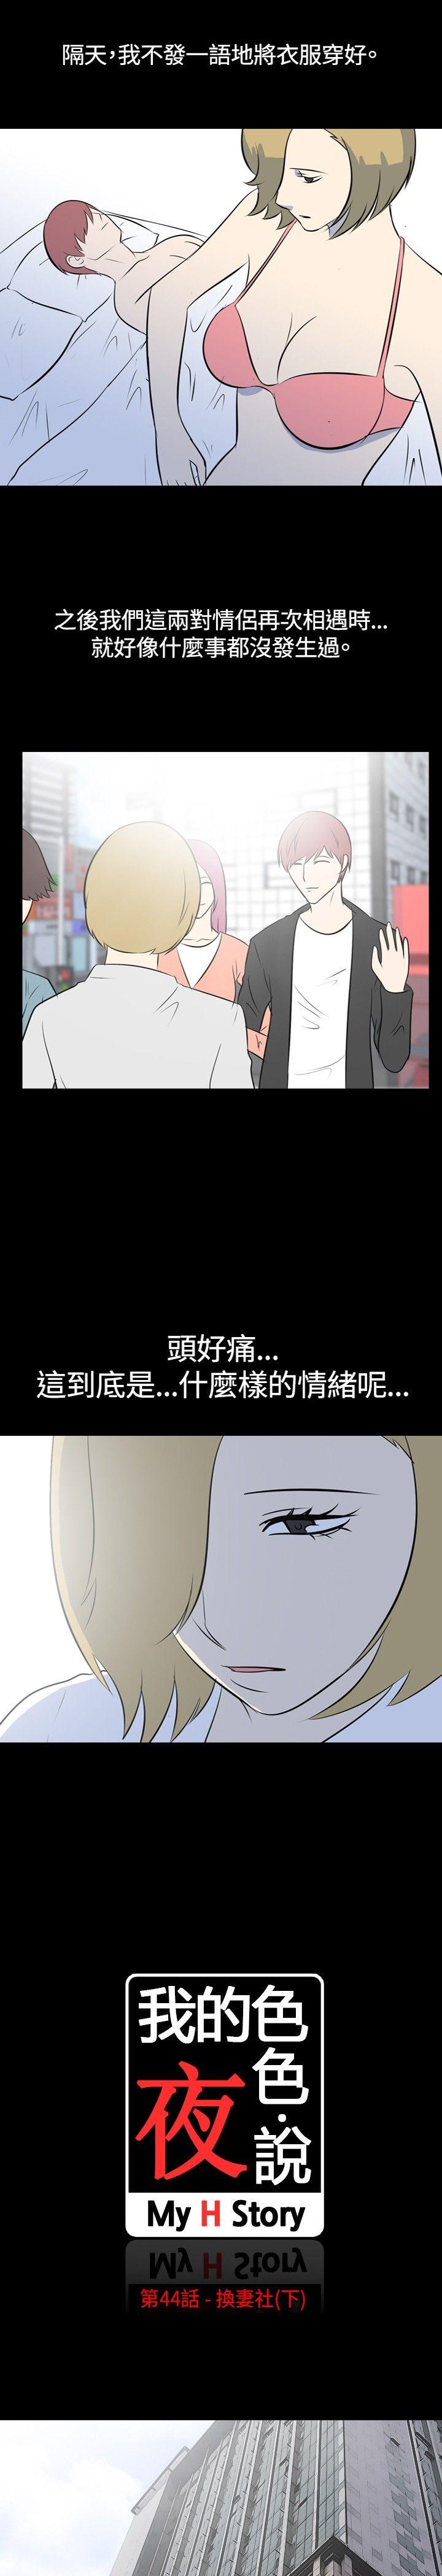 隔天,我不發一語地將衣服穿好。
之後我們這兩對情侶再次相遇時...
就好像什麼事都沒發生過。
頭好痛...
這到底是...什麼樣的情緒呢...
我的色
夜色·說
My H Story
My H Story
第44話 - 換妻社(下)